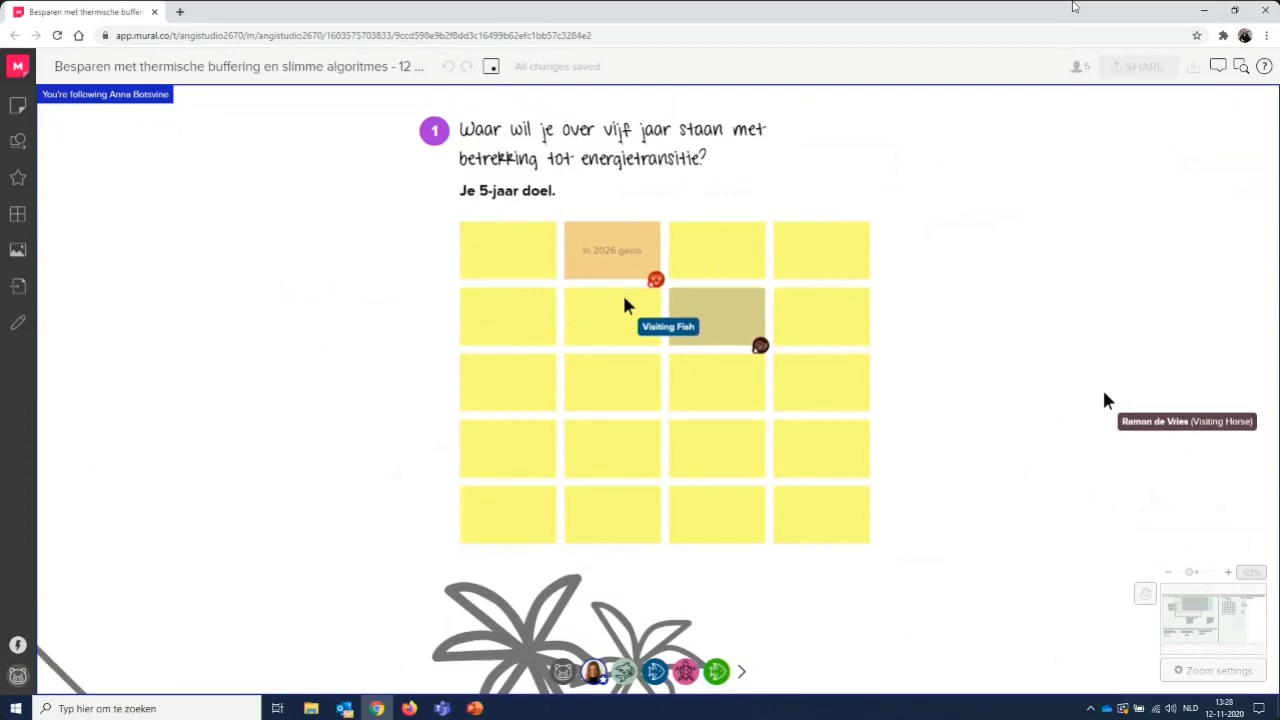 Besparen met thermische buffer
app.mural.co/t/angistudio2670/m/angistudio2670/1603575703833/9ccd598e9b2f8dd3c16499b62efc1bb57c3284e2
Besparen met thermische buffering en slimme algoritmes - 12 ...
All changes saved
5
SHARE
You're following Anna Botsvine
1
Waar wil je over vijf jaar staan met
betrekking tot energietransitie?
Je 5-jaar doel.
In 2026 geslo
Visiting Fish
Ramon de Vries (Visiting Horse)
63%
Zoom settings
Typ hier om te zoeken
NLD
13:28
12-11-2020